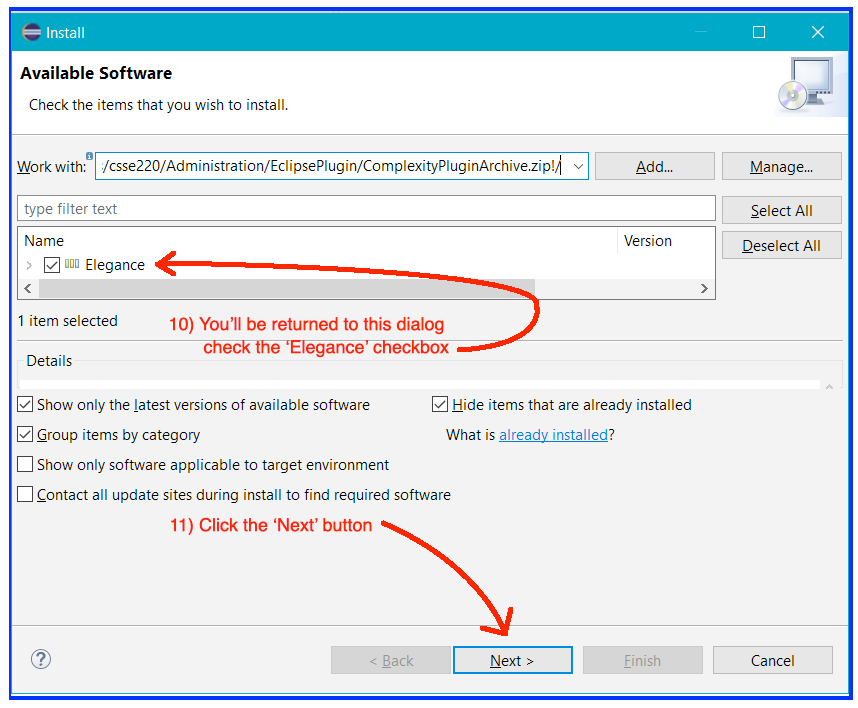 Install
Available Software
Check the items that you wish to install.
Work with: :/csse220/Administration/EclipsePlugin/ComplexityPluginArchive.zip!/ Add... Manage...
type filter text Select All
Name Version Deselect All
Elegance
1 item selected
10) You’ll be returned to this dialog
check the ‘Elegance’ checkbox
Details
Show only the latest versions of available software Hide items that are already installed
Group items by category What is already installed?
Show only software applicable to target environment
Contact all update sites during install to find required software
11) Click the ‘Next’ button
? < Back Next > Finish Cancel